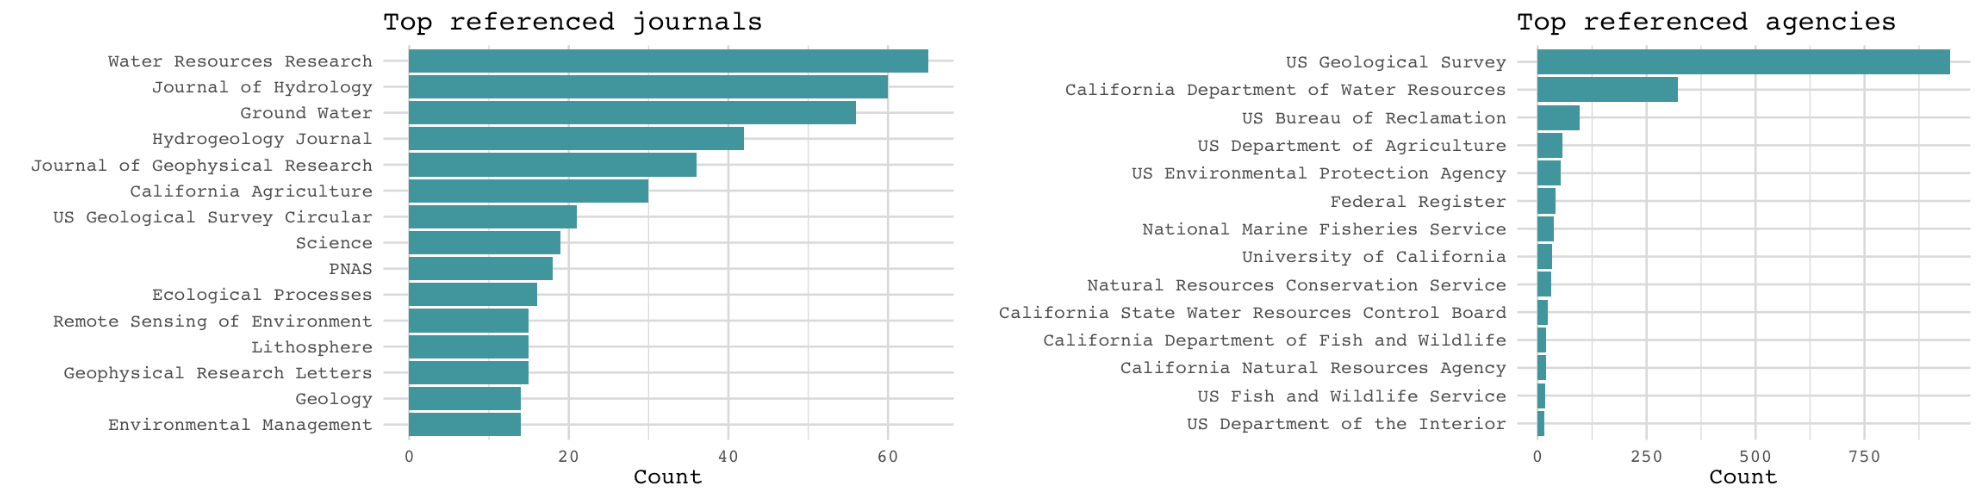 Top referenced journals
Water Resources Research
Journal of Hydrology
Ground Water
Hydrogeology Journal
Journal of Geophysical Research
California Agriculture
US Geological Survey Circular
Science
PNAS
Ecological Processes
Remote Sensing of Environment
Lithosphere
Geophysical Research Letters
Geology
Environmental Management
0 20 40 60
Count
Top referenced agencies
US Geological Survey
California Department of Water Resources
US Bureau of Reclamation
US Department of Agriculture
US Environmental Protection Agency
Federal Register
National Marine Fisheries Service
University of California
Natural Resources Conservation Service
California State Water Resources Control Board
California Department of Fish and Wildlife
California Natural Resources Agency
US Fish and Wildlife Service
US Department of the Interior
0 250 500 750
Count